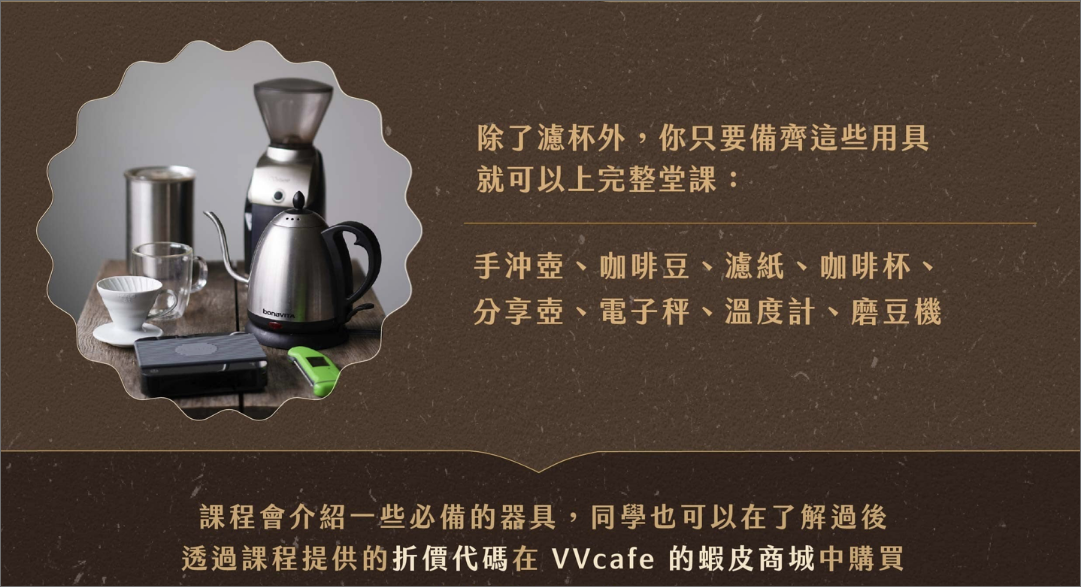 除了濾杯外，你只要備齊這些用具
就可以上完整堂課：
手沖壺、咖啡豆、濾紙、咖啡杯、
分享壺、電子秤、溫度計、磨豆機
bonavita
課程會介紹一些必備的器具，同學也可以在了解過後
透過課程提供的折價代碼在 VVcafe 的蝦皮商城中購買